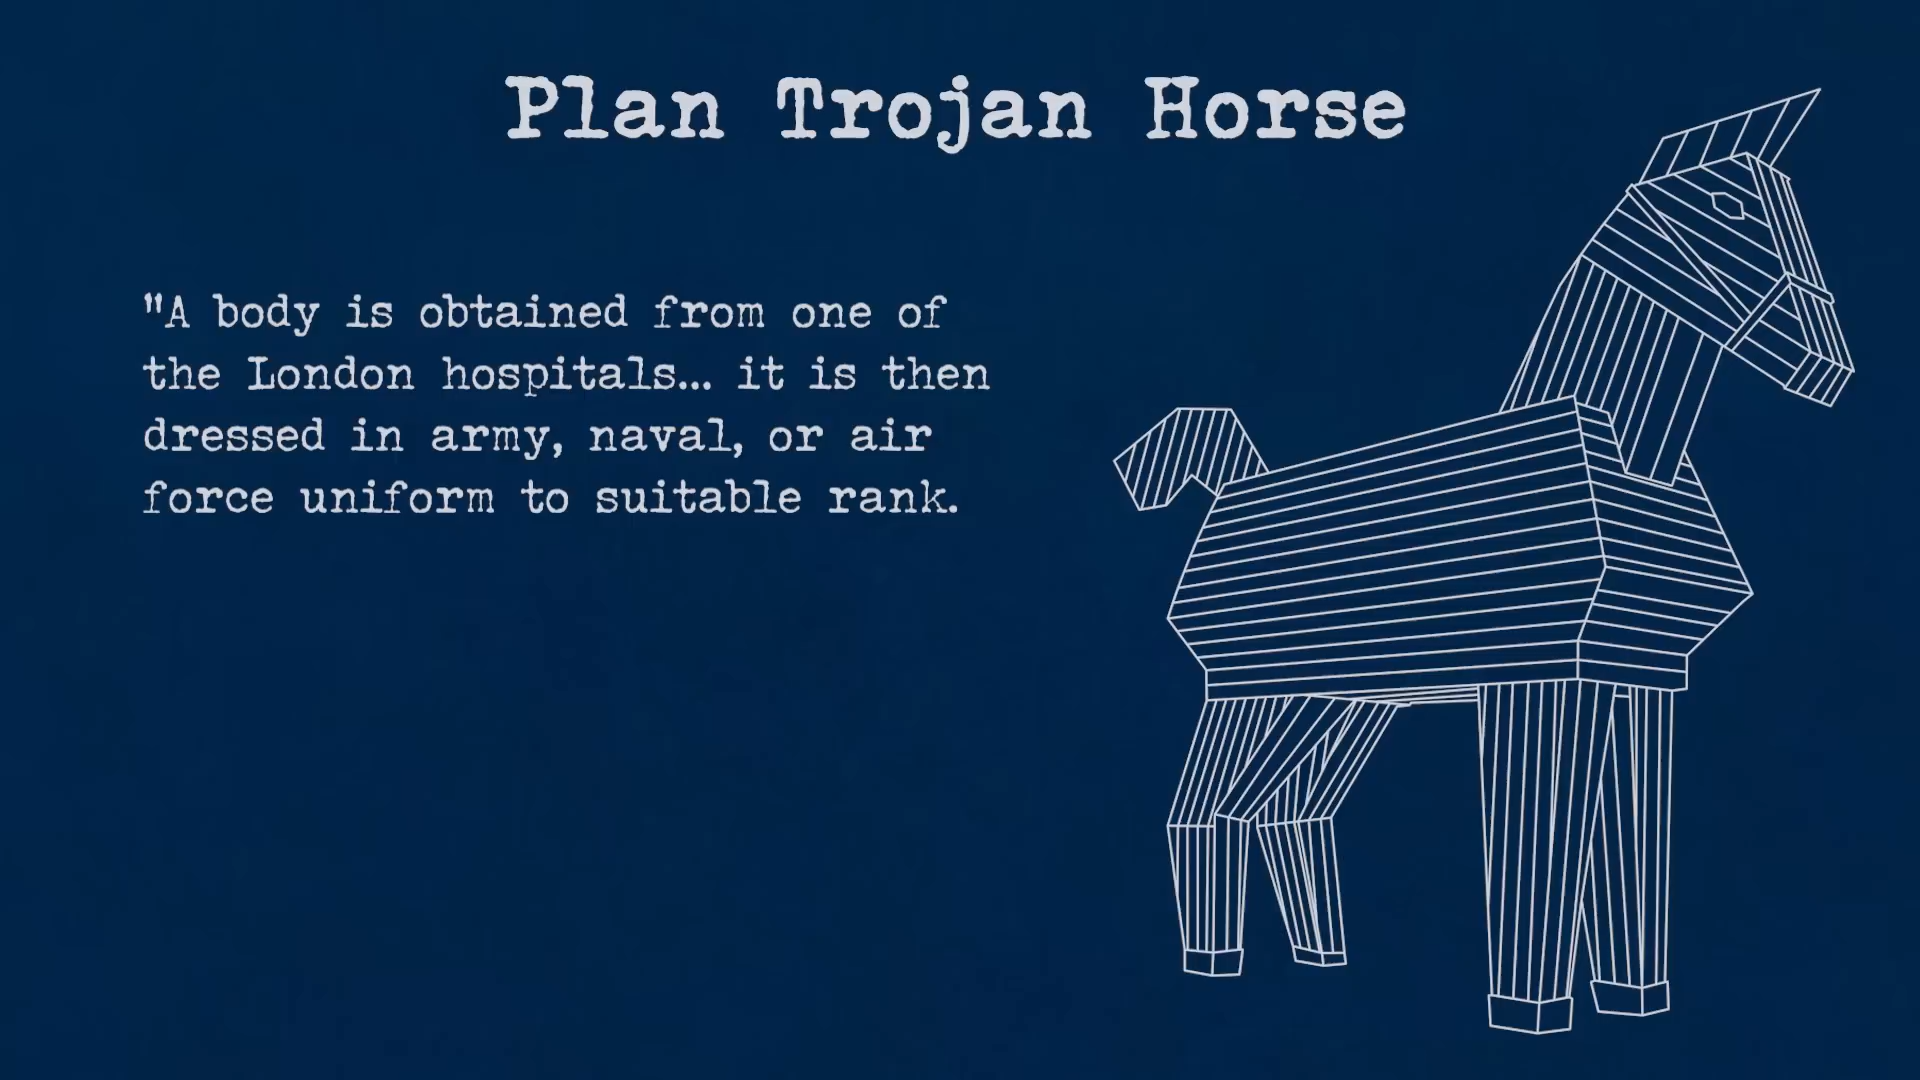 Plan Trojan Horse
"A body is obtained from one of
the London hospitals... it is then
dressed in army, naval, or air
force uniform to suitable rank.